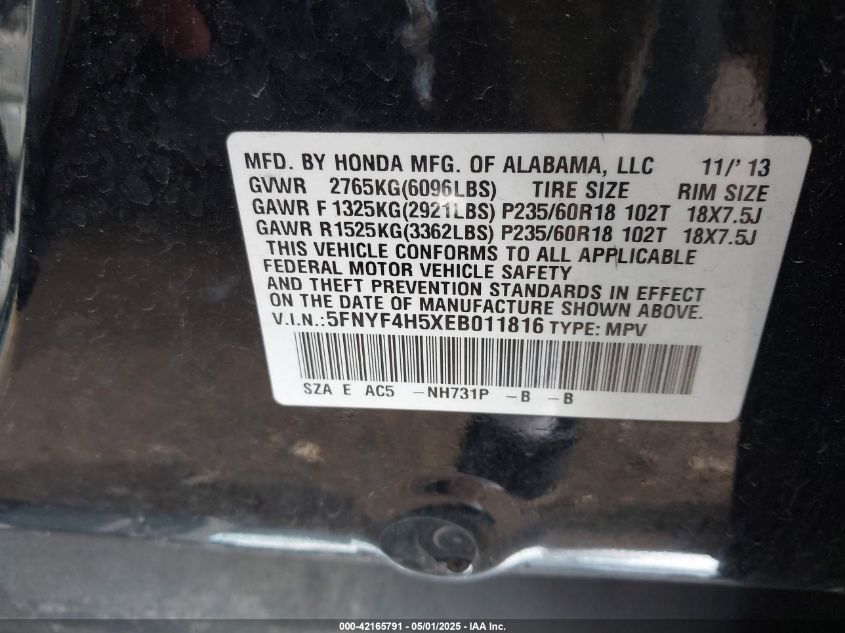 MFD. BY HONDA MFG. OF ALABAMA, LLC 11/' 13
GVWR 2765KG(6096LBS) TIRE SIZE RIM SIZE
GAWR F 1325KG(2921LBS) P235/60R18 102T 18X7.5J
GAWR R1525KG(3362LBS) P235/60R18 102T 18X7.5J
THIS VEHICLE CONFORMS TO ALL APPLICABLE
FEDERAL MOTOR VEHICLE SAFETY
AND THEFT PREVENTION STANDARDS IN EFFECT
ON THE DATE OF MANUFACTURE SHOWN ABOVE.
V.I.N.:5FNYF4H5XEB011816 TYPE: MPV
SZA E AC5 -NH731P -B -B
000-42165791 - 05/01/2025 - IAA Inc.